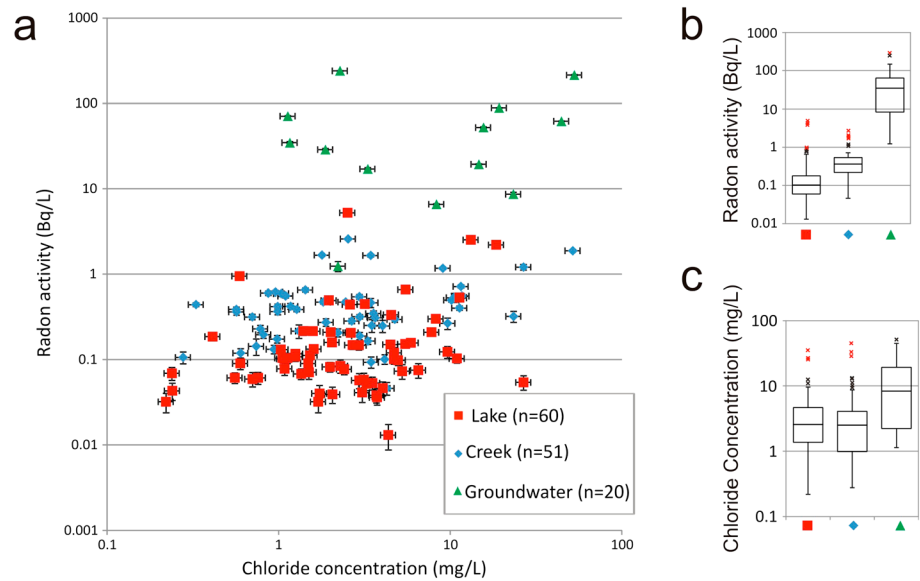 a
Radon activity (Bq/L)
1000
100
10
1
0.1
0.01
0.001
0.1
1
10
100
Chloride concentration (mg/L)
Lake (n=60)
Creek (n=51)
Groundwater (n=20)
b
Radon activity (Bq/L)
1000
100
10
1
0.1
0.01
c
Chloride Concentration (mg/L)
100
10
1
0.1